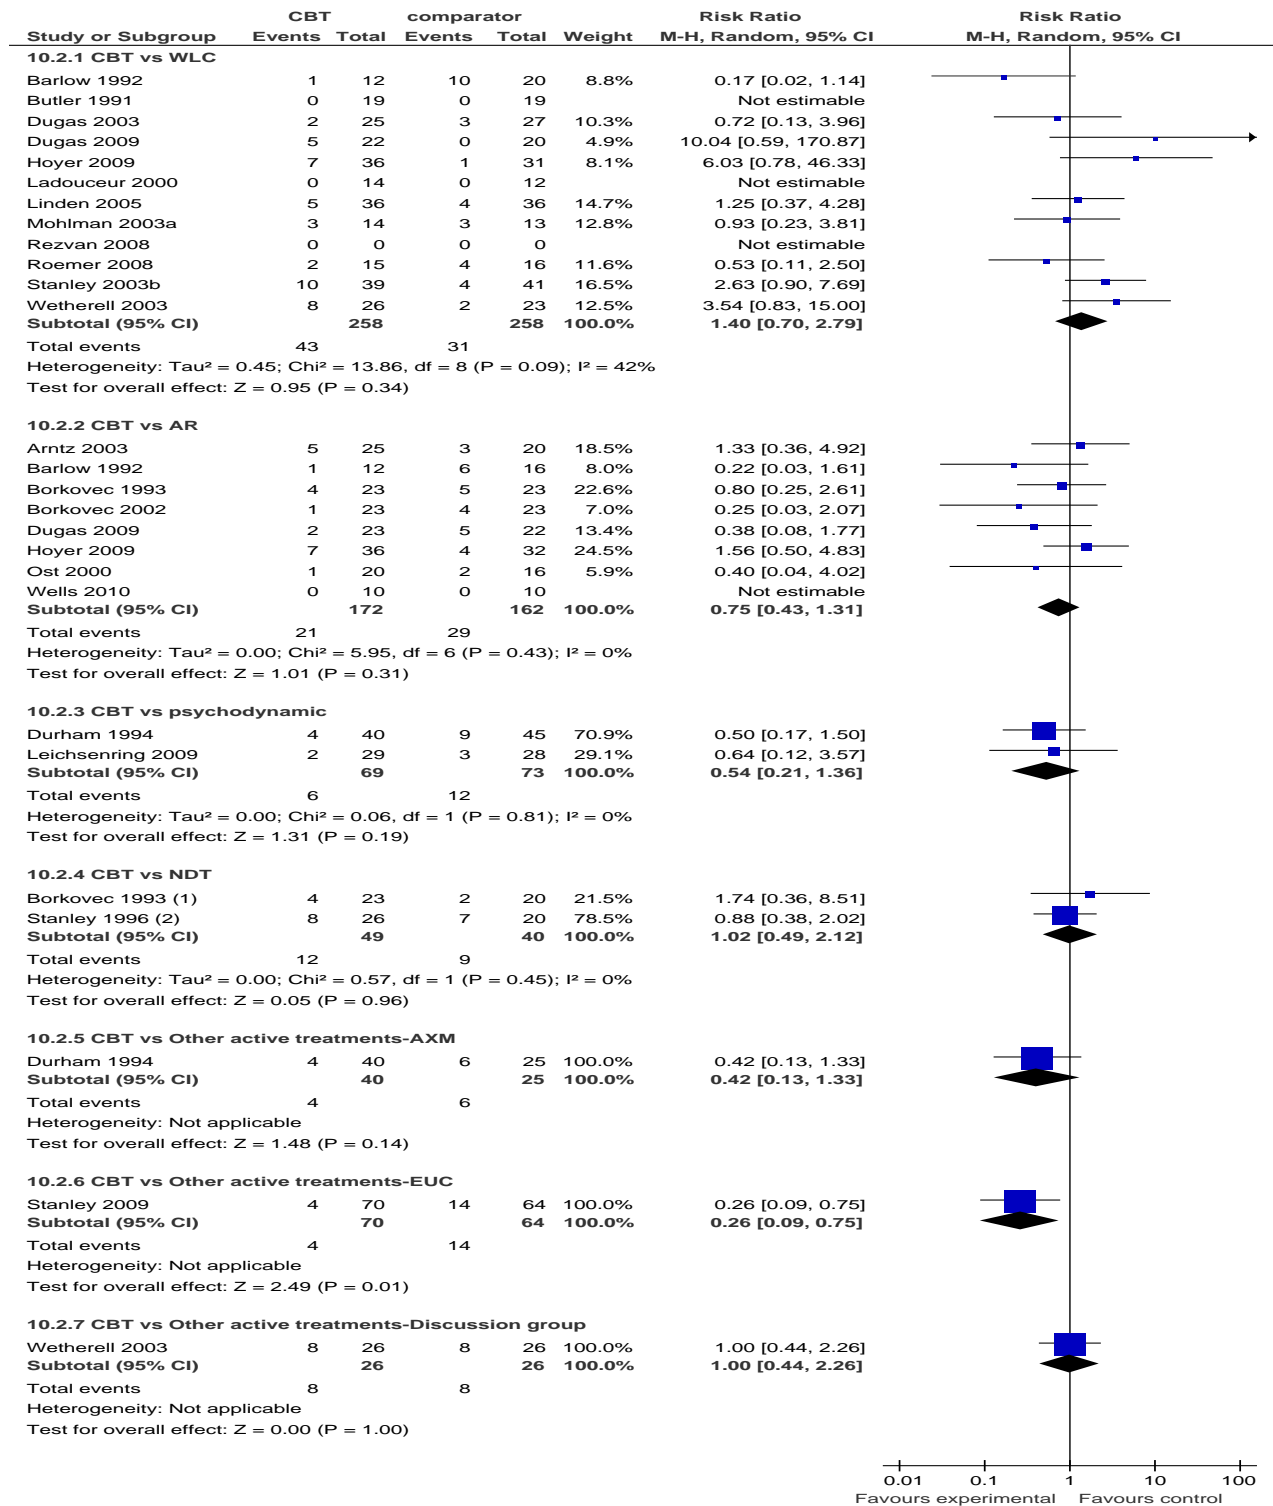 CBT comparator Risk Ratio Risk Ratio
Study or Subgroup Events Total Events Total Weight M-H, Random, 95% CI M-H, Random, 95% CI
10.2.1 CBT vs WLC
Barlow 1992 1 12 10 20 8.8% 0.17 [0.02, 1.14]
Butler 1991 0 19 0 19 Not estimable
Dugas 2003 2 25 3 27 10.3% 0.72 [0.13, 3.96]
Dugas 2009 5 22 0 20 4.9% 10.04 [0.59, 170.87]
Hoyer 2009 7 36 1 31 8.1% 6.03 [0.78, 46.33]
Ladouceur 2000 0 14 0 12 Not estimable
Linden 2005 5 36 4 36 14.7% 1.25 [0.37, 4.28]
Mohlman 2003a 3 14 3 13 12.8% 0.93 [0.23, 3.81]
Rezvan 2008 0 0 0 0 Not estimable
Roemer 2008 2 15 4 16 11.6% 0.53 [0.11, 2.50]
Stanley 2003b 10 39 4 41 16.5% 2.63 [0.90, 7.69]
Wetherell 2003 8 26 2 23 12.5% 3.54 [0.83, 15.00]
Subtotal (95% CI) 258 258 100.0% 1.40 [0.70, 2.79]
Total events 43 31
Heterogeneity: Tau² = 0.45; Chi² = 13.86, df = 8 (P = 0.09); I² = 42%
Test for overall effect: Z = 0.95 (P = 0.34)
10.2.2 CBT vs AR
Arntz 2003 5 25 3 20 18.5% 1.33 [0.36, 4.92]
Barlow 1992 1 12 6 16 8.0% 0.22 [0.03, 1.61]
Borkovec 1993 4 23 5 23 22.6% 0.80 [0.25, 2.61]
Borkovec 2002 1 23 4 23 7.0% 0.25 [0.03, 2.07]
Dugas 2009 2 23 5 22 13.4% 0.38 [0.08, 1.77]
Hoyer 2009 7 36 4 32 24.5% 1.56 [0.50, 4.83]
Ost 2000 1 20 2 16 5.9% 0.40 [0.04, 4.02]
Wells 2010 0 10 0 10 Not estimable
Subtotal (95% CI) 172 162 100.0% 0.75 [0.43, 1.31]
Total events 21 29
Heterogeneity: Tau² = 0.00; Chi² = 5.95, df = 6 (P = 0.43); I² = 0%
Test for overall effect: Z = 1.01 (P = 0.31)
10.2.3 CBT vs psychodynamic
Durham 1994 4 40 9 45 70.9% 0.50 [0.17, 1.50]
Leichsenring 2009 2 29 3 28 29.1% 0.64 [0.12, 3.57]
Subtotal (95% CI) 69 73 100.0% 0.54 [0.21, 1.36]
Total events 6 12
Heterogeneity: Tau² = 0.00; Chi² = 0.06, df = 1 (P = 0.81); I² = 0%
Test for overall effect: Z = 1.31 (P = 0.19)
10.2.4 CBT vs NDT
Borkovec 1993 (1) 4 23 2 20 21.5% 1.74 [0.36, 8.51]
Stanley 1996 (2) 8 26 7 20 78.5% 0.88 [0.38, 2.02]
Subtotal (95% CI) 49 40 100.0% 1.02 [0.49, 2.12]
Total events 12 9
Heterogeneity: Tau² = 0.00; Chi² = 0.57, df = 1 (P = 0.45); I² = 0%
Test for overall effect: Z = 0.05 (P = 0.96)
10.2.5 CBT vs Other active treatments-AXM
Durham 1994 4 40 6 25 100.0% 0.42 [0.13, 1.33]
Subtotal (95% CI) 40 25 100.0% 0.42 [0.13, 1.33]
Total events 4 6
Heterogeneity: Not applicable
Test for overall effect: Z = 1.48 (P = 0.14)
10.2.6 CBT vs Other active treatments-EUC
Stanley 2009 4 70 14 64 100.0% 0.26 [0.09, 0.75]
Subtotal (95% CI) 70 64 100.0% 0.26 [0.09, 0.75]
Total events 4 14
Heterogeneity: Not applicable
Test for overall effect: Z = 2.49 (P = 0.01)
10.2.7 CBT vs Other active treatments-Discussion group
Wetherell 2003 8 26 8 26 100.0% 1.00 [0.44, 2.26]
Subtotal (95% CI) 26 26 100.0% 1.00 [0.44, 2.26]
Total events 8 8
Heterogeneity: Not applicable
Test for overall effect: Z = 0.00 (P = 1.00)
0.01 0.1 1 10 100
Favours experimental Favours control